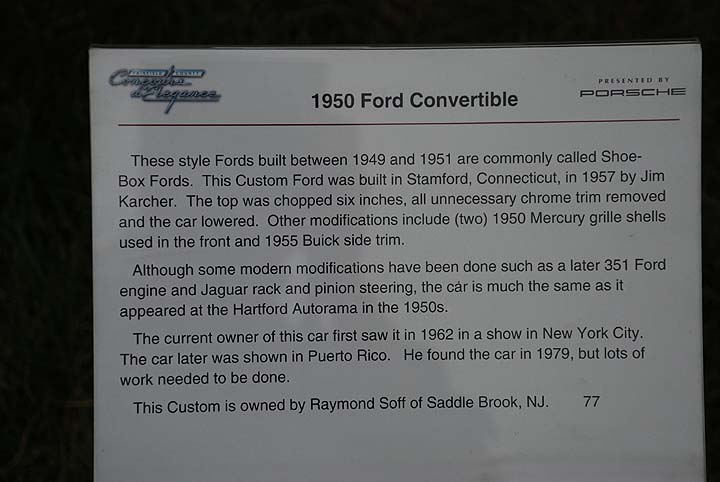 FAIRFIELD COUNTY
Concours
d'Elegance
PRESENTED BY
PORSCHE
1950 Ford Convertible
These style Fords built between 1949 and 1951 are commonly called Shoe-
Box Fords. This Custom Ford was built in Stamford, Connecticut, in 1957 by Jim
Karcher. The top was chopped six inches, all unnecessary chrome trim removed
and the car lowered. Other modifications include (two) 1950 Mercury grille shells
used in the front and 1955 Buick side trim.
Although some modern modifications have been done such as a later 351 Ford
engine and Jaguar rack and pinion steering, the car is much the same as it
appeared at the Hartford Autorama in the 1950s.
The current owner of this car first saw it in 1962 in a show in New York City.
The car later was shown in Puerto Rico. He found the car in 1979, but lots of
work needed to be done.
This Custom is owned by Raymond Soff of Saddle Brook, NJ. 77